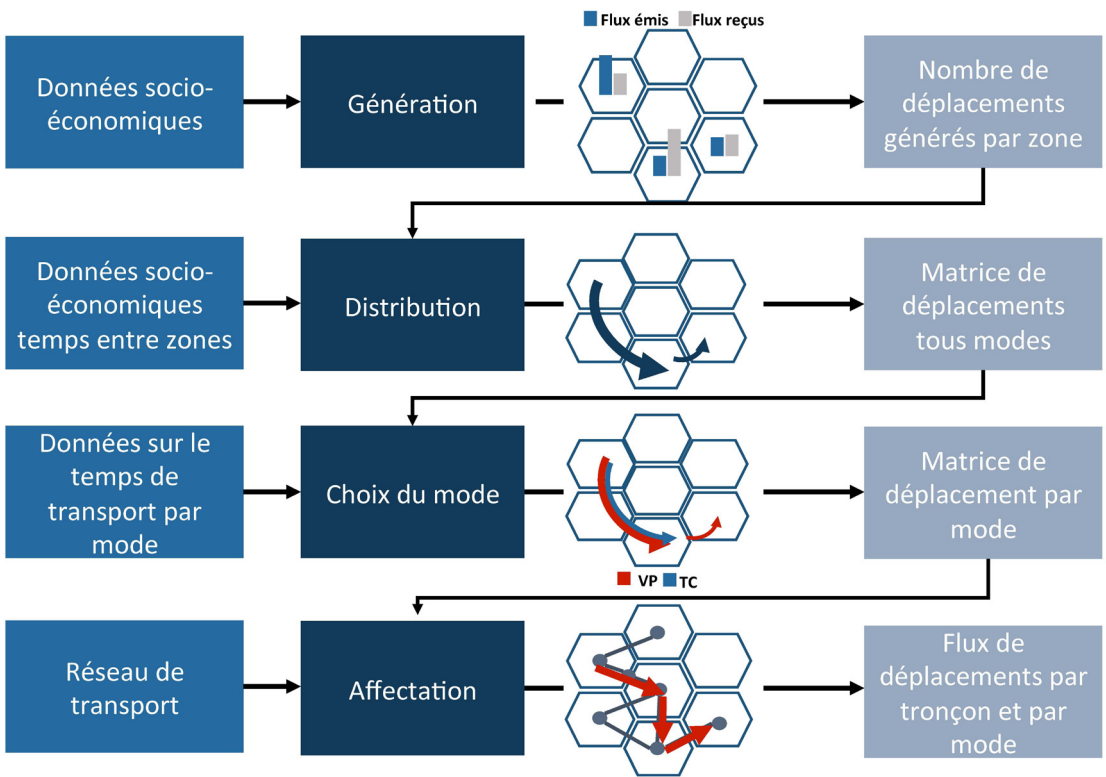 Flux émis Flux reçus
Données socio-
économiques
Génération
Nombre de
déplacements
générés par zone
Données socio-
économiques
temps entre zones
Distribution
Matrice de
déplacements
tous modes
Données sur le
temps de
transport par
mode
Choix du mode
Matrice de
déplacement par
mode
VP TC
Réseau de
transport
Affectation
Flux de
déplacements par
tronçon et par
mode